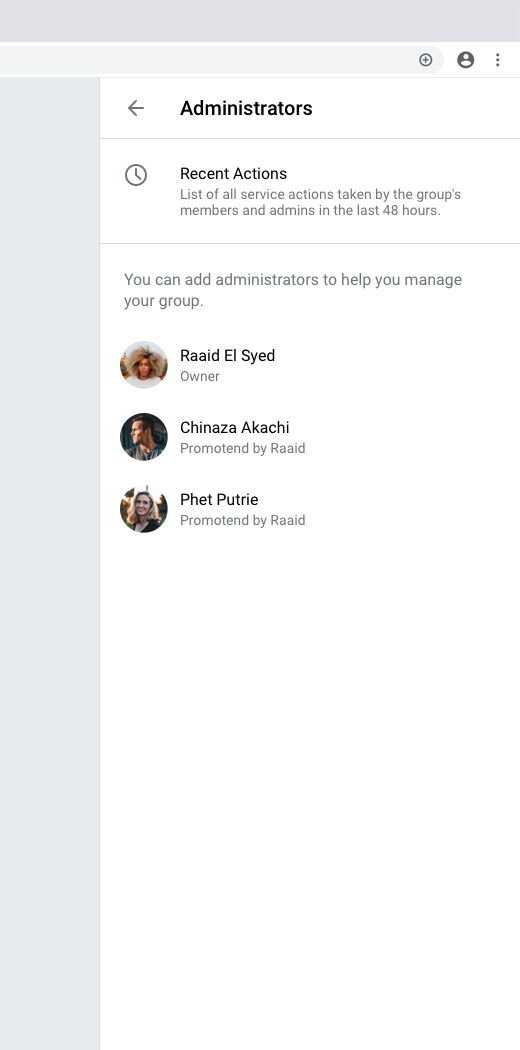 Administrators
Recent Actions
List of all service actions taken by the group's
members and admins in the last 48 hours.
You can add administrators to help you manage
your group.
Raaid El Syed
Owner
Chinaza Akachi
Promotend by Raaid
Phet Putrie
Promotend by Raaid